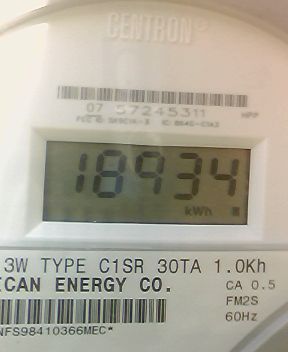 CENTRON®
07 57245311 HPP
18934
kWh
3W TYPE C1SR 30TA 1.0Kh
ICAN ENERGY CO. CA 0.5
FM2S
NFS98410366MEC* 60Hz